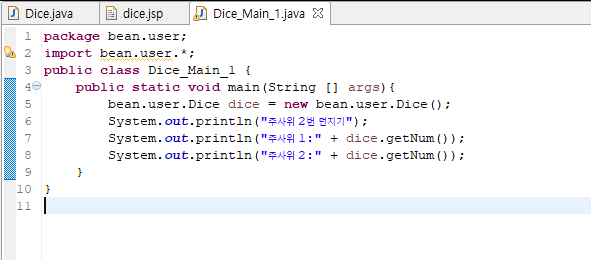 Dice.java dice.jsp Dice_Main_1.java
1 package bean.user;
2 import bean.user.*;
3 public class Dice_Main_1 {
4 public static void main(String [] args){
5 bean.user.Dice dice = new bean.user.Dice();
6 System.out.println("주사위 2번 던지기");
7 System.out.println("주사위 1:" + dice.getNum());
8 System.out.println("주사위 2:" + dice.getNum());
9 }
10 }
11